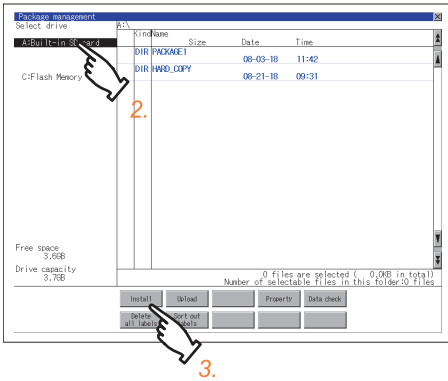 Package management
Select drive A:\
Kind Name
Size Date Time
A:Built-in SD card
DIR PACKAGE1
08-03-18 11:42
DIR HARD_COPY
C:Flash Memory 08-21-18 09:31
2.
Free space
3.6GB
Drive capacity
3.7GB
0 files are selected ( 0.0KB in total)
Number of selectable files in this folder:0 files
Install Upload Property Data check
Delete all labels
Sort out labels
3.